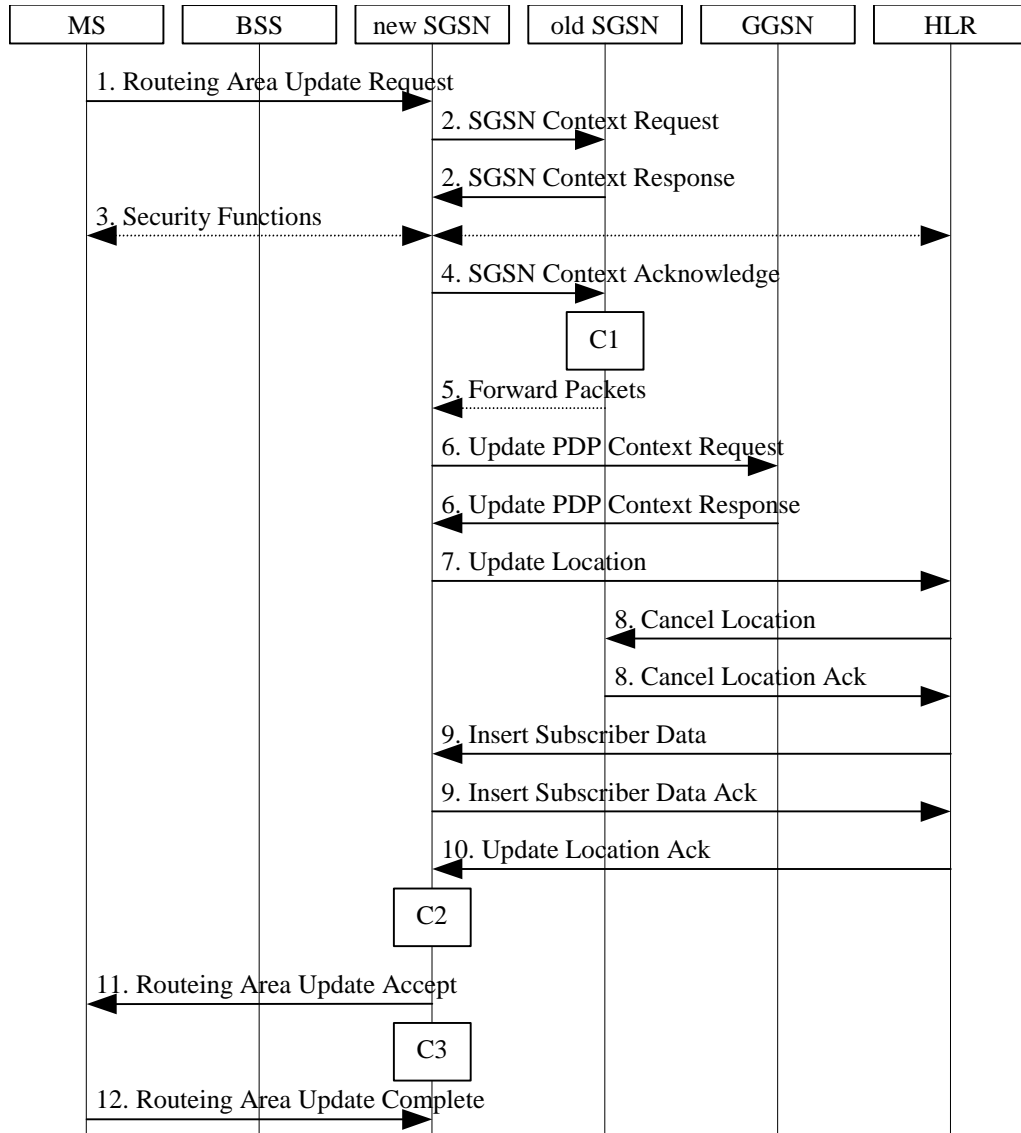 MS BSS new SGSN old SGSN GGSN HLR
1. Routeing Area Update Request
2. SGSN Context Request
2. SGSN Context Response
3. Security Functions
4. SGSN Context Acknowledge
C1
5. Forward Packets
6. Update PDP Context Request
6. Update PDP Context Response
7. Update Location
8. Cancel Location
8. Cancel Location Ack
9. Insert Subscriber Data
9. Insert Subscriber Data Ack
10. Update Location Ack
C2
11. Routeing Area Update Accept
C3
12. Routeing Area Update Complete